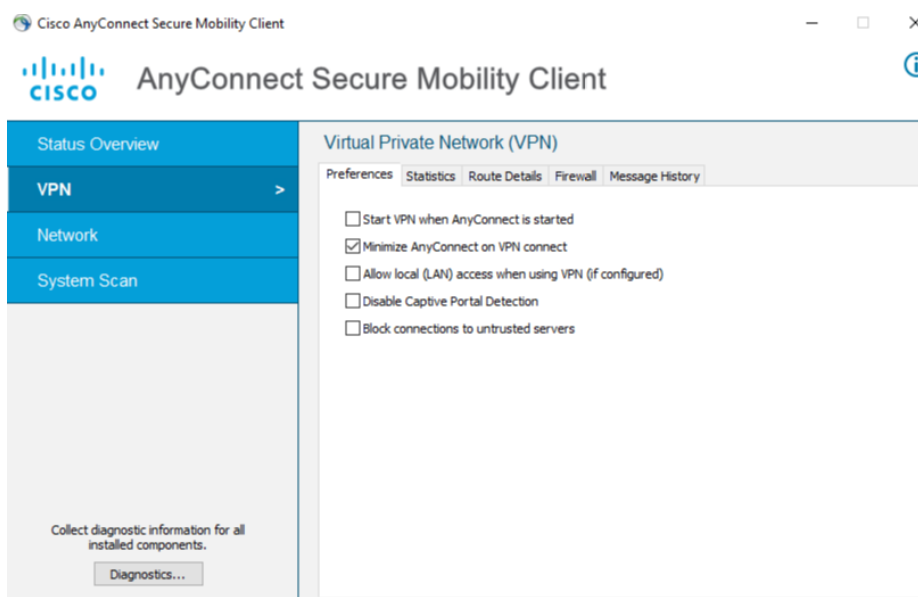 Cisco AnyConnect Secure Mobility Client
CISCO
AnyConnect Secure Mobility Client
Status Overview
VPN >
Network
System Scan
Collect diagnostic information for all
installed components.
Diagnostics...
Virtual Private Network (VPN)
Preferences Statistics Route Details Firewall Message History
Start VPN when AnyConnect is started
Minimize AnyConnect on VPN connect
Allow local (LAN) access when using VPN (if configured)
Disable Captive Portal Detection
Block connections to untrusted servers